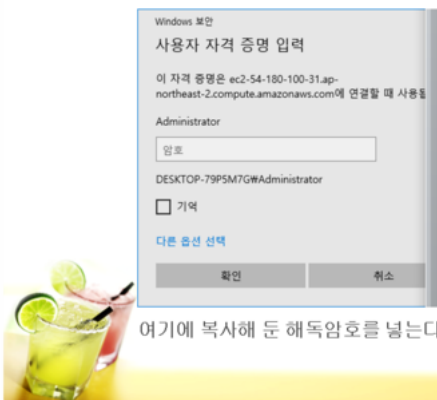 Windows 보안
사용자 자격 증명 입력
이 자격 증명은 ec2-54-180-100-
31.ap-
northeast-2.compute.amazonaws.com에 연결할 때 사용될
Administrator
암호
DESKTOP-79P5M7G₩Administrator
기억
다른 옵션 선택
확인 취소
여기에 복사해 둔 해독암호를 넣는다